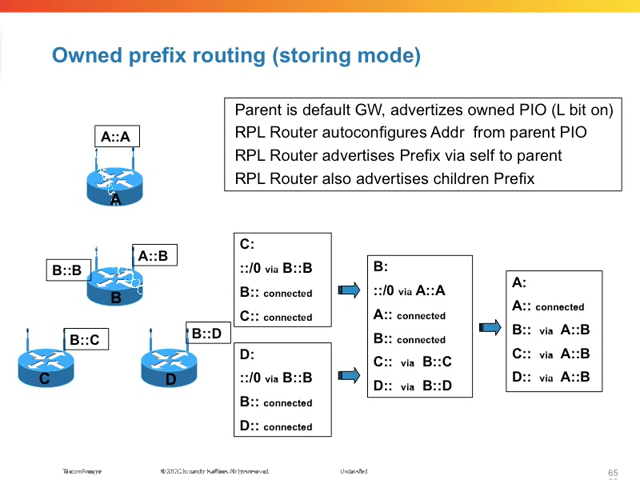 Owned prefix routing (storing mode)
Parent is default GW, advertizes owned PIO (L bit on)
RPL Router autoconfigures Addr from parent PIO
RPL Router advertises Prefix via self to parent
RPL Router also advertises children Prefix
A::A
A
A::B
B::B
B
B::C
C
B::D
D
C:
::/0 via B::B
B:: connected
C:: connected
D:
::/0 via B::B
B:: connected
D:: connected
B:
::/0 via A::A
A:: connected
B:: connected
C:: via B::C
D:: via B::D
A:
A:: connected
B:: via A::B
C:: via A::B
D:: via A::B
65